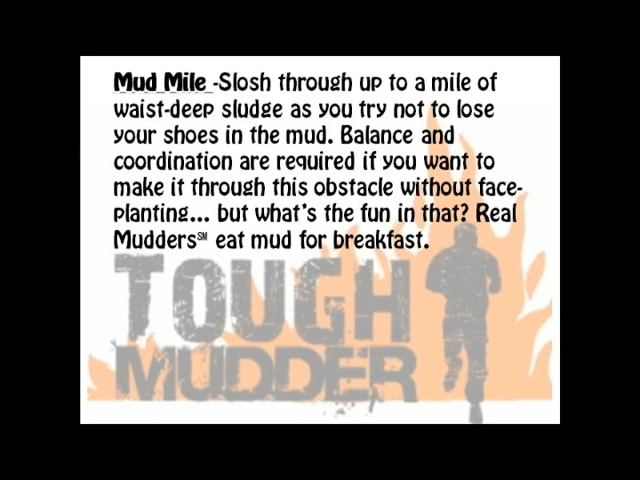 Mud Mile -Slosh through up to a mile of
waist-deep sludge as you try not to lose
your shoes in the mud. Balance and
coordination are required if you want to
make it through this obstacle without face-
planting... but what's the fun in that? Real
Mudders℠ eat mud for breakfast.
TOUGH
MUDDER